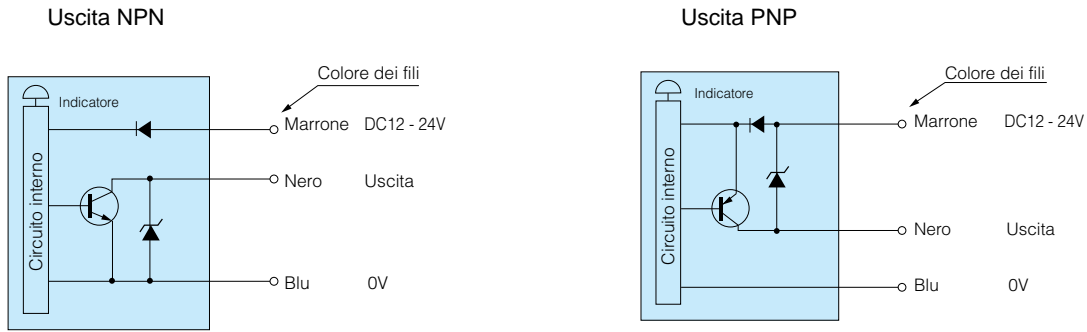 Uscita NPN
Colore dei fili
Indicatore
Marrone DC12 - 24V
Circuito interno
Nero Uscita
Blu 0V
Uscita PNP
Colore dei fili
Indicatore
Marrone DC12 - 24V
Circuito interno
Nero Uscita
Blu 0V